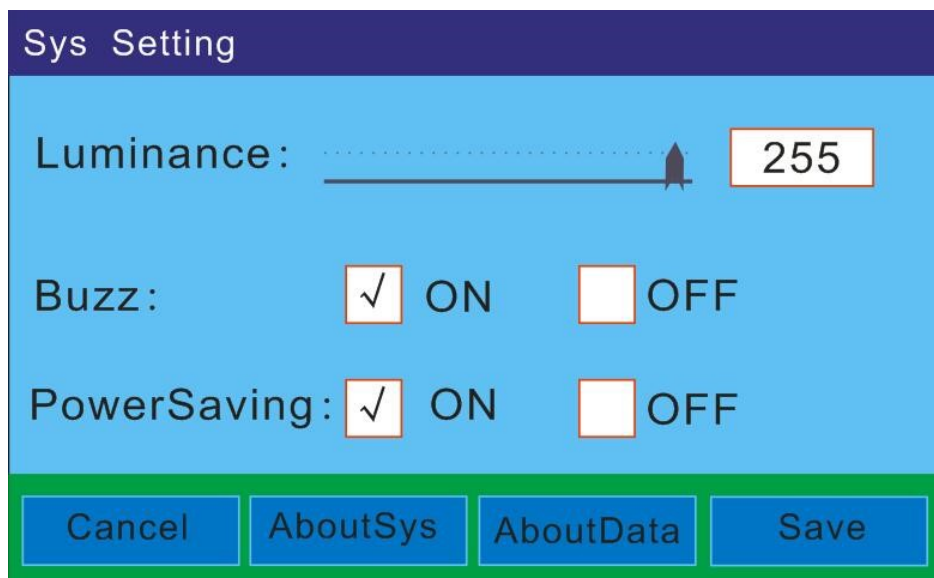 Sys Setting
Luminance: 255
Buzz: √ ON OFF
PowerSaving: √ ON OFF
Cancel AboutSys AboutData Save